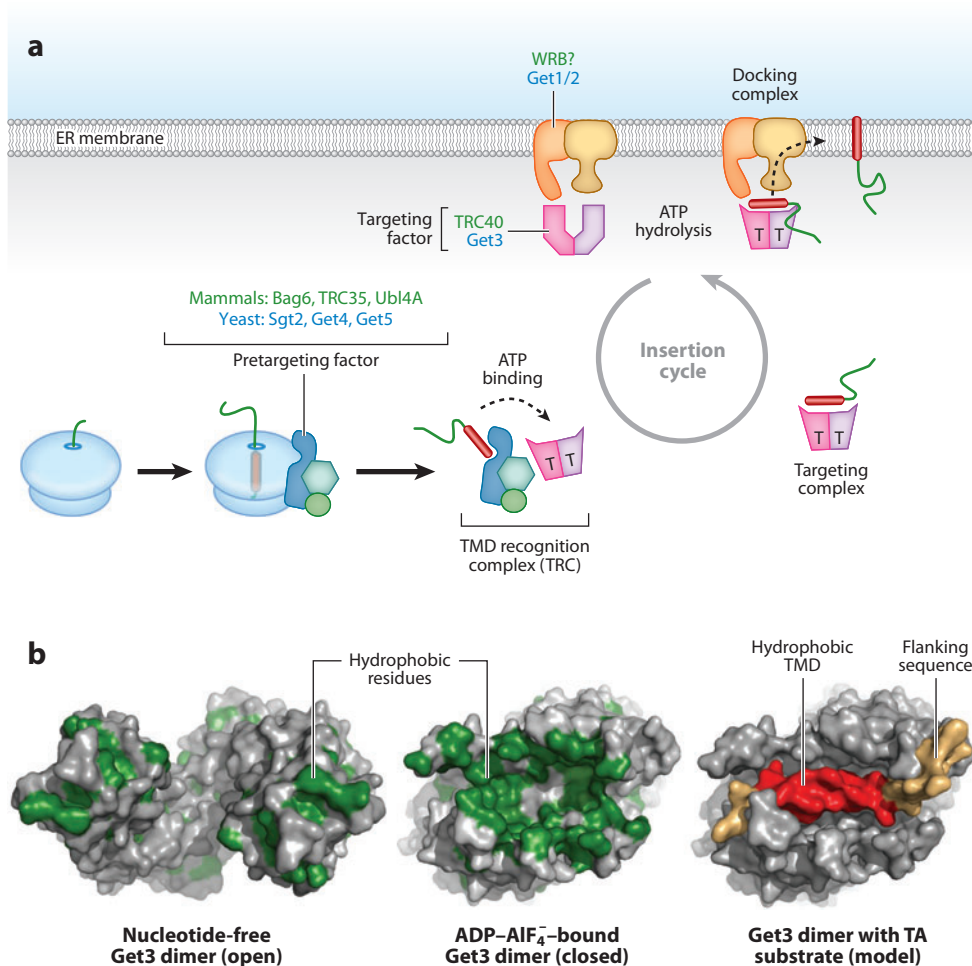 a
WRB?
Get1/2
Docking
complex
ER membrane
Targeting
factor
TRC40
Get3
ATP
hydrolysis
T T
Mammals: Bag6, TRC35, Ubl4A
Yeast: Sgt2, Get4, Get5
Pretargeting factor
ATP
binding
Insertion
cycle
T T
T T
Targeting
complex
TMD recognition
complex (TRC)
b
Hydrophobic
residues
Hydrophobic
TMD
Flanking
sequence
Nucleotide-free
Get3 dimer (open)
ADP–AlF₄⁻–bound
Get3 dimer (closed)
Get3 dimer with TA
substrate (model)